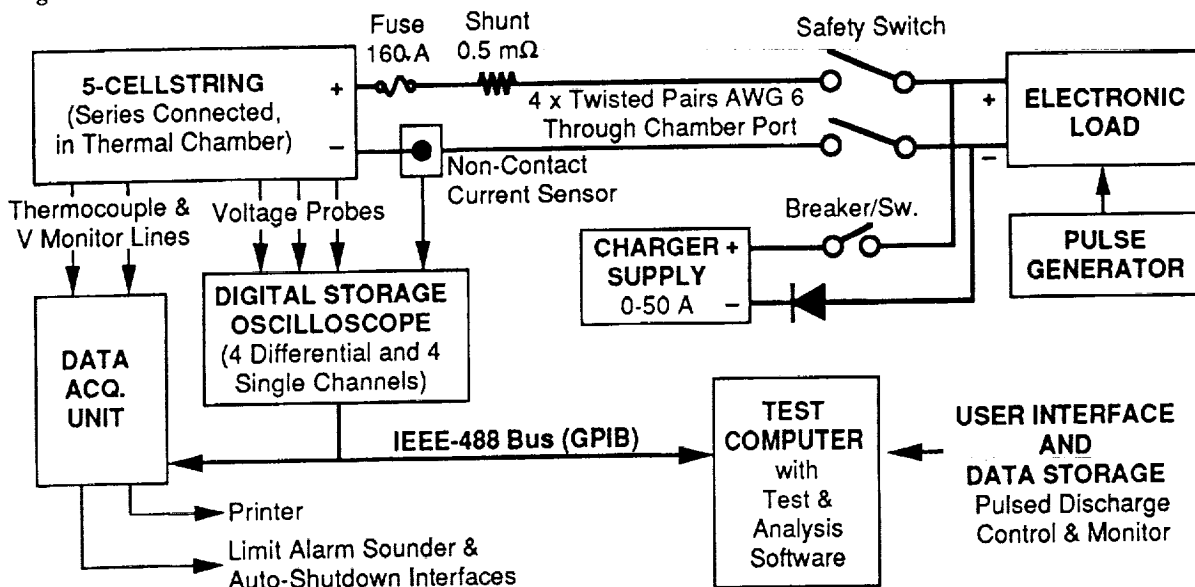 Fuse
160 A
Shunt
0.5 mΩ
Safety Switch
5-CELLSTRING
(Series Connected,
in Thermal Chamber)
+
−
4 x Twisted Pairs AWG 6
Through Chamber Port
Non-Contact
Current Sensor
+
−
ELECTRONIC
LOAD
Thermocouple &
V Monitor Lines
Voltage Probes
Breaker/Sw.
CHARGER +
SUPPLY
0-50 A −
PULSE
GENERATOR
DIGITAL STORAGE
OSCILLOSCOPE
(4 Differential and 4
Single Channels)
DATA
ACQ.
UNIT
IEEE-488 Bus (GPIB)
TEST
COMPUTER
with
Test &
Analysis
Software
USER INTERFACE
AND
DATA STORAGE
Pulsed Discharge
Control & Monitor
Printer
Limit Alarm Sounder &
Auto-Shutdown Interfaces